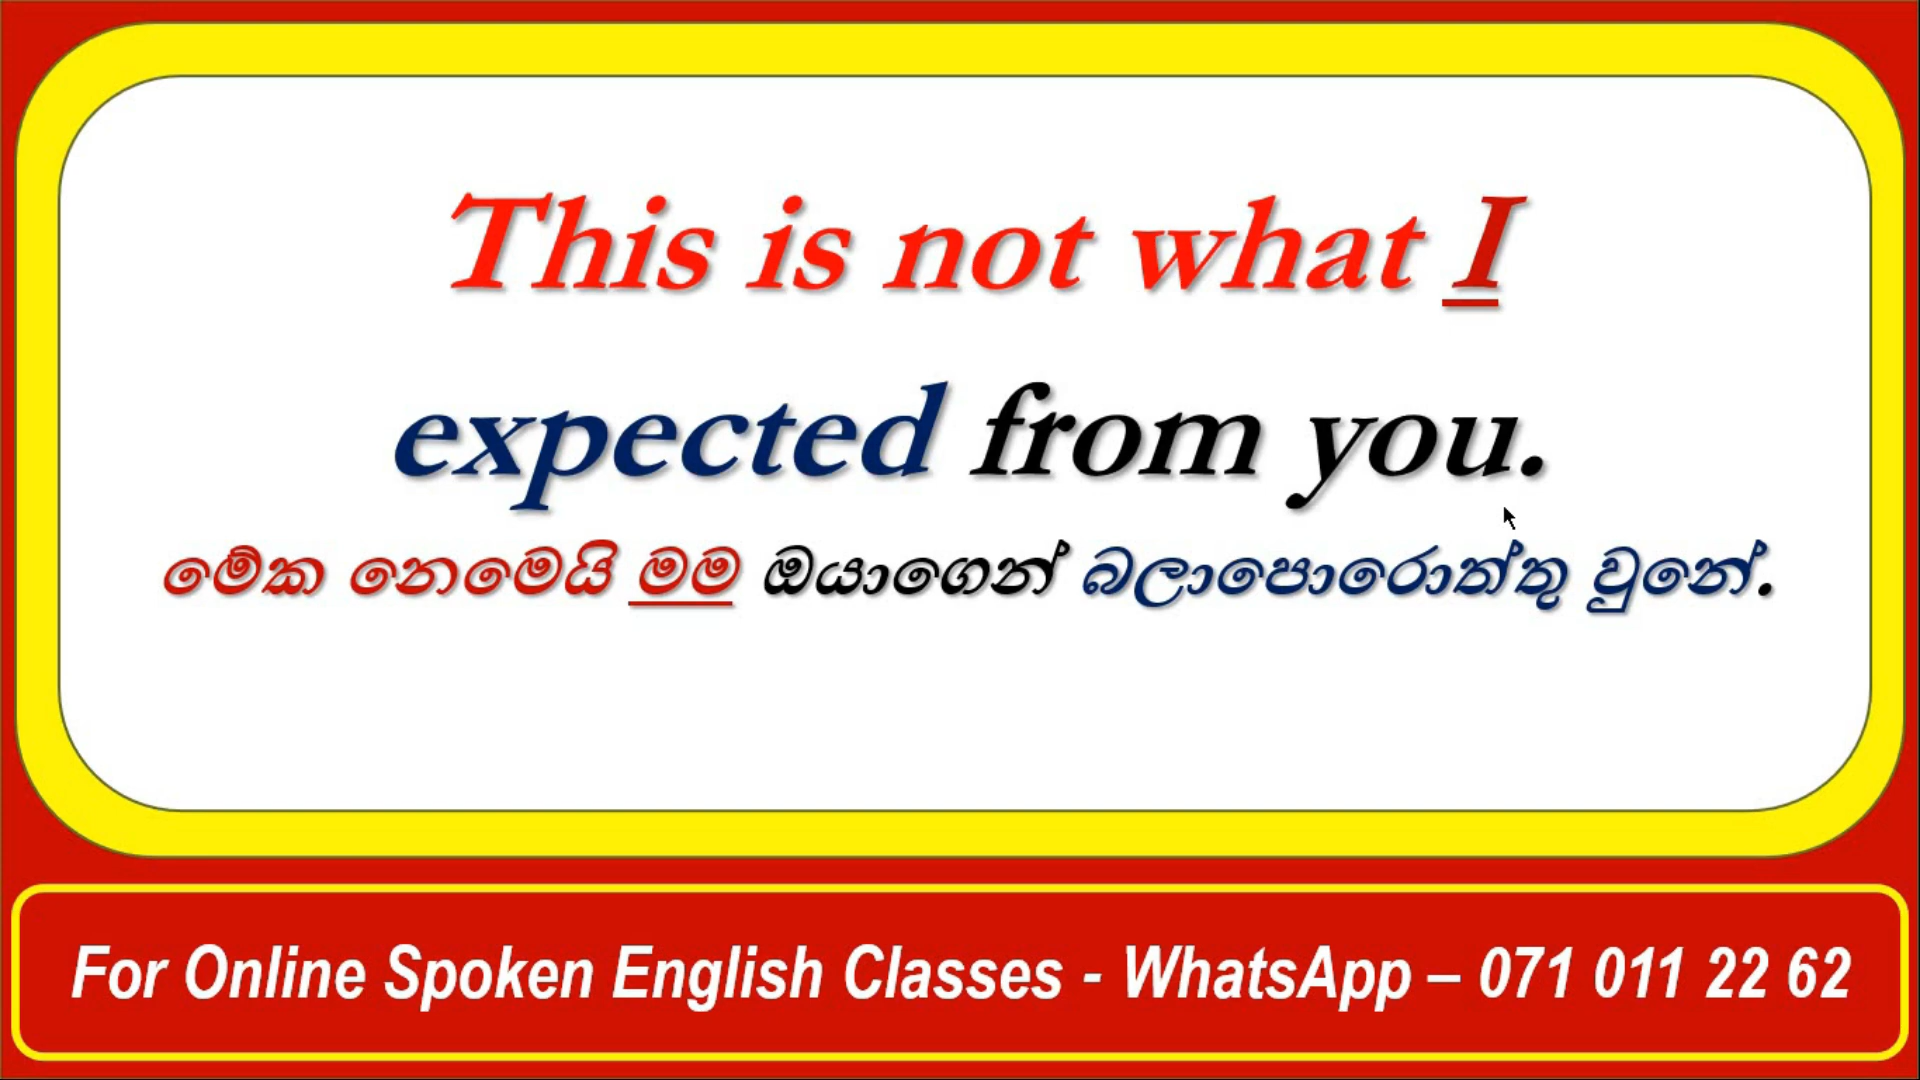 This is not what I
expected from you.
මේක නෙමෙයි මම ඔයාගෙන් බලාපොරොත්තු වුනේ.
For Online Spoken English Classes - WhatsApp – 071 011 22 62